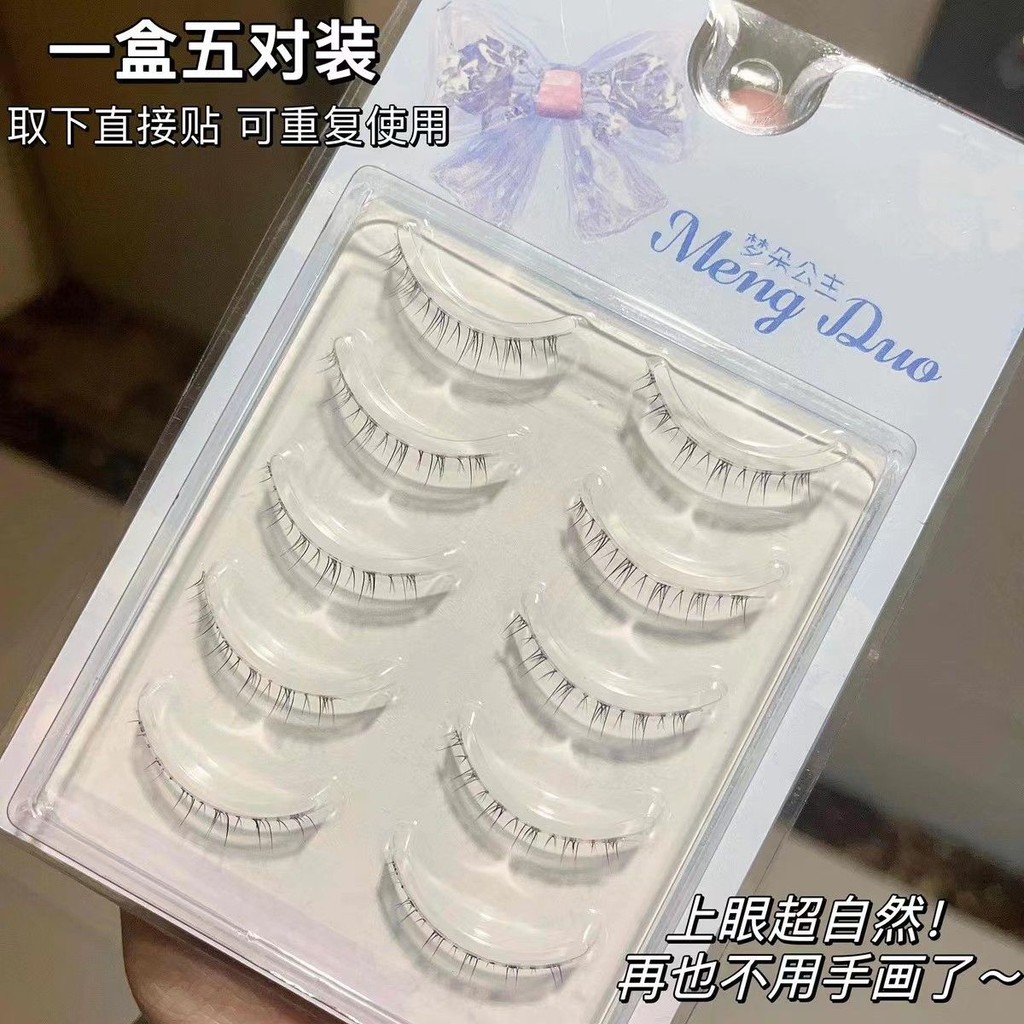 一盒五对装
取下直接贴 可重复使用
梦朵公主
Meng Duo
上眼超自然！
再也不用手画了～